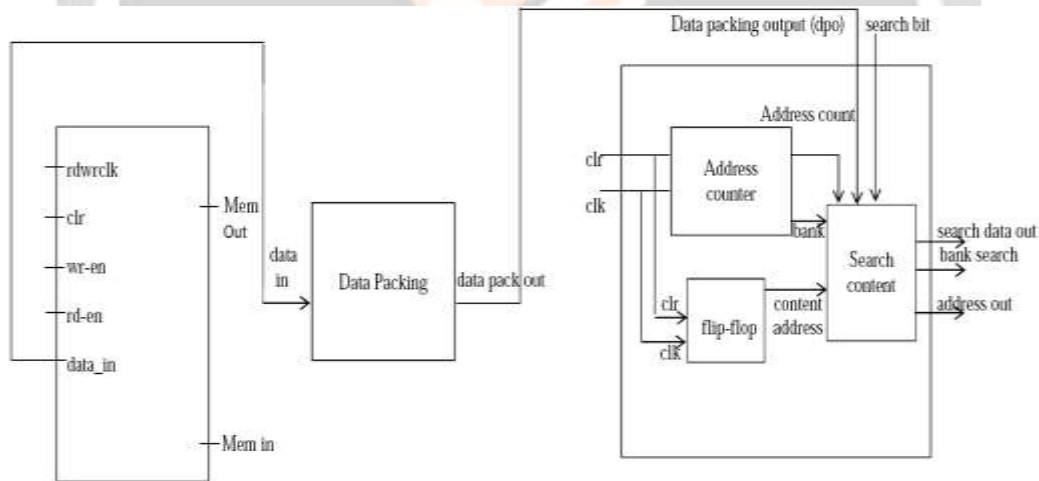 Data packing output (dpo)
search bit
rdwrclk
clr
wr-en
rd-en
data_in
Mem
Out
Mem in
data
in
Data Packing
data pack out
clr
clk
Address
counter
Address count
bank
clr
clk
flip-flop
content
address
Search
content
search data out
bank search
address out